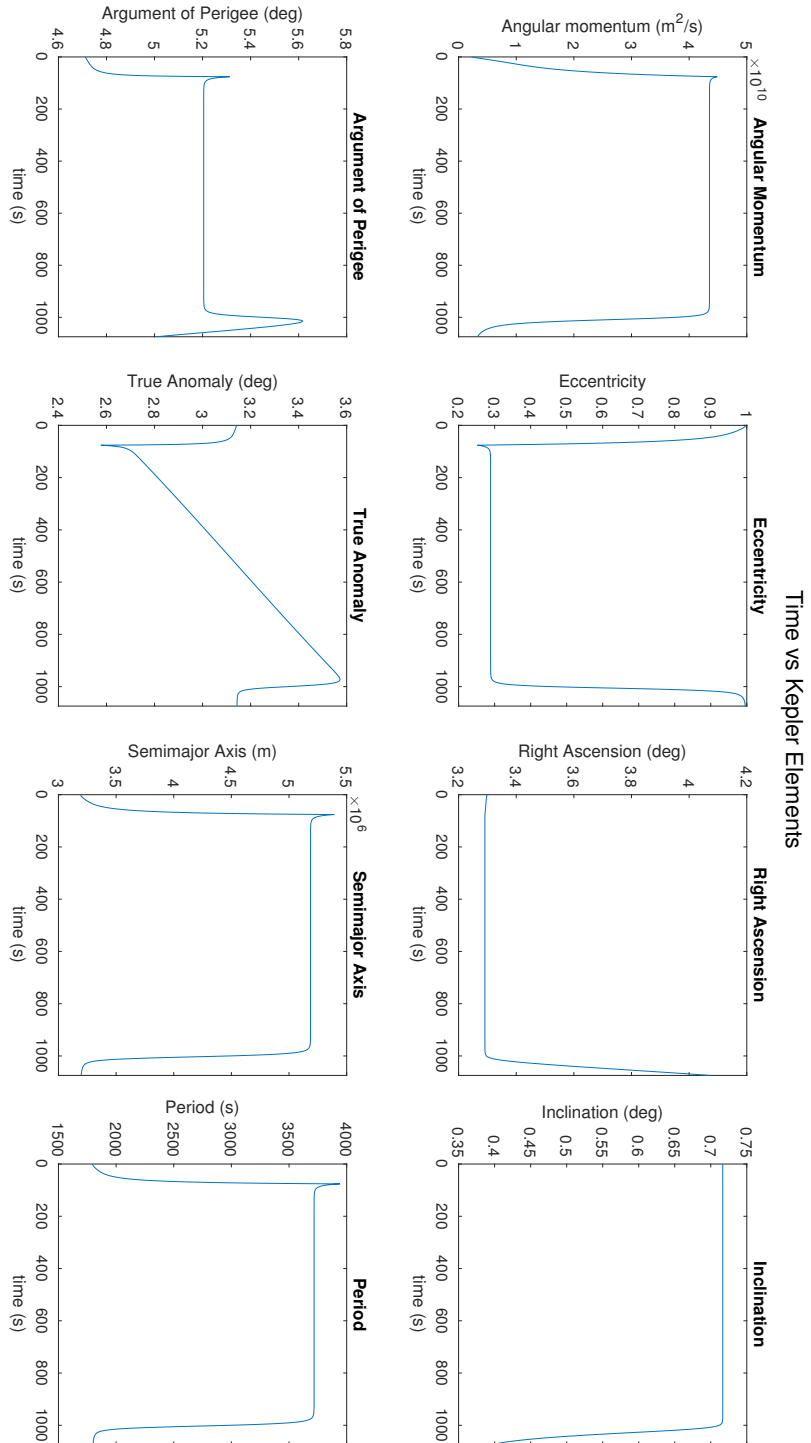 Time vs Kepler Elements
Angular Momentum
×10^10
Angular momentum (m^2/s)
0 1 2 3 4 5
0 200 400 600 800 1000
time (s)
Eccentricity
Eccentricity
0.2 0.3 0.4 0.5 0.6 0.7 0.8 0.9 1
0 200 400 600 800 1000
time (s)
Right Ascension
Right Ascension (deg)
3.2 3.4 3.6 3.8 4 4.2
0 200 400 600 800 1000
time (s)
Inclination
Inclination (deg)
0.35 0.4 0.45 0.5 0.55 0.6 0.65 0.7 0.75
0 200 400 600 800 1000
time (s)
Argument of Perigee
Argument of Perigee (deg)
4.6 4.8 5 5.2 5.4 5.6 5.8
0 200 400 600 800 1000
time (s)
True Anomaly
True Anomaly (deg)
2.4 2.6 2.8 3 3.2 3.4 3.6
0 200 400 600 800 1000
time (s)
Semimajor Axis
×10^6
Semimajor Axis (m)
3 3.5 4 4.5 5 5.5
0 200 400 600 800 1000
time (s)
Period
Period (s)
1500 2000 2500 3000 3500 4000
0 200 400 600 800 1000
time (s)